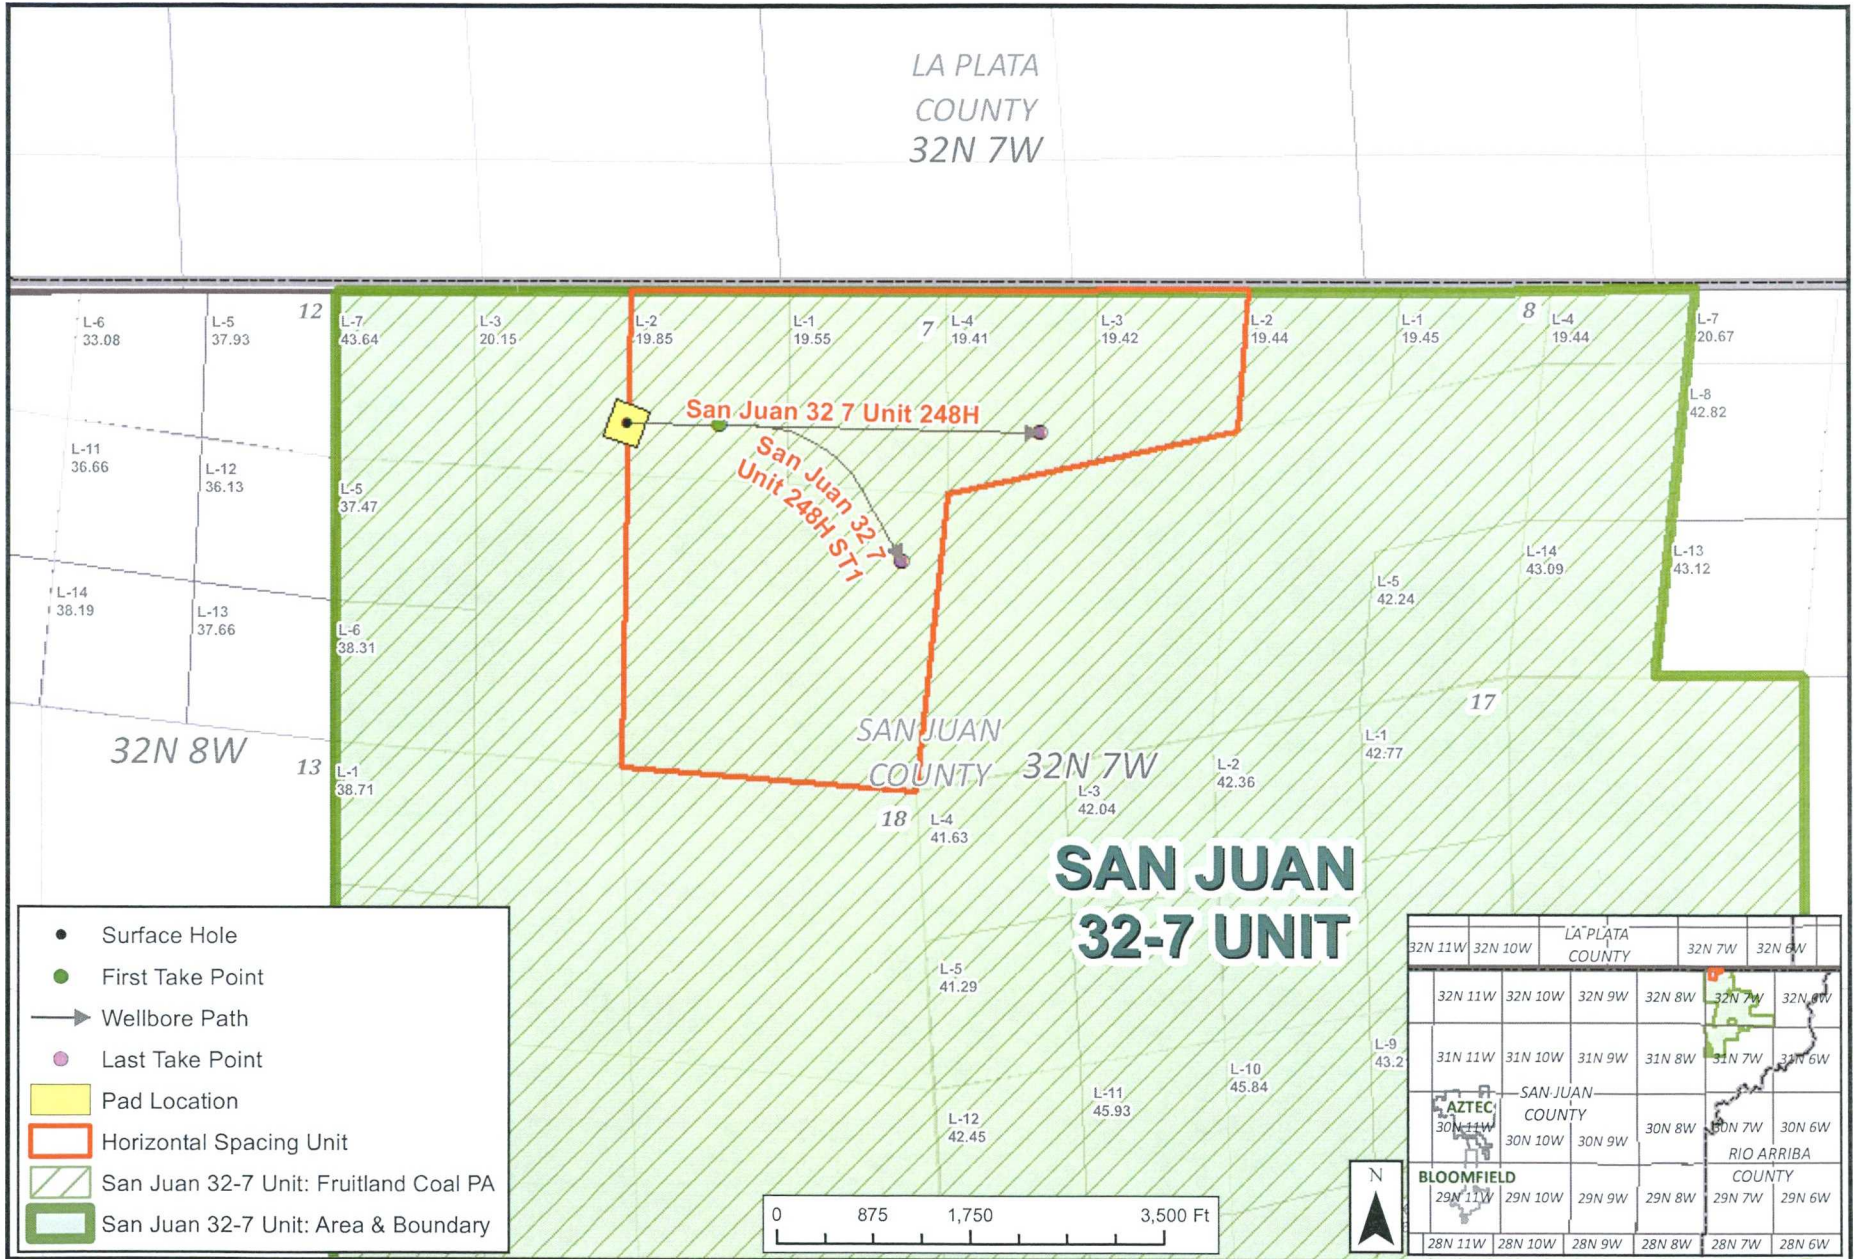 LA PLATA
COUNTY
32N 7W
12
7
8
L-6
33.08
L-5
37.93
L-7
43.64
L-3
20.15
L-2
19.85
L-1
19.55
L-4
19.41
L-3
19.42
L-2
19.44
L-1
19.45
L-4
19.44
L-7
20.67
L-8
42.82
San Juan 32 7 Unit 248H
San Juan 32 7
Unit 248H ST1
L-11
36.66
L-12
36.13
L-5
37.47
L-14
38.19
L-13
37.66
L-6
38.31
L-5
42.24
L-14
43.09
L-13
43.12
32N 8W
13
L-1
38.71
SAN JUAN
COUNTY
32N 7W
17
L-1
42.77
L-2
42.36
L-3
42.04
18
L-4
41.63
SAN JUAN
32-7 UNIT
L-5
41.29
L-9
43.2
L-10
45.84
L-11
45.93
L-12
42.45
Surface Hole
First Take Point
Wellbore Path
Last Take Point
Pad Location
Horizontal Spacing Unit
San Juan 32-7 Unit: Fruitland Coal PA
San Juan 32-7 Unit: Area & Boundary
0 875 1,750 3,500 Ft
N
32N 11W 32N 10W LA PLATA COUNTY 32N 7W 32N 6W
32N 11W 32N 10W 32N 9W 32N 8W 32N 7W 32N 6W
31N 11W 31N 10W 31N 9W 31N 8W 31N 7W 31N 6W
SAN JUAN
COUNTY
AZTEC
30N 11W 30N 10W 30N 9W 30N 8W 30N 7W 30N 6W
RIO ARRIBA
COUNTY
BLOOMFIELD
29N 11W 29N 10W 29N 9W 29N 8W 29N 7W 29N 6W
28N 11W 28N 10W 28N 9W 28N 8W 28N 7W 28N 6W